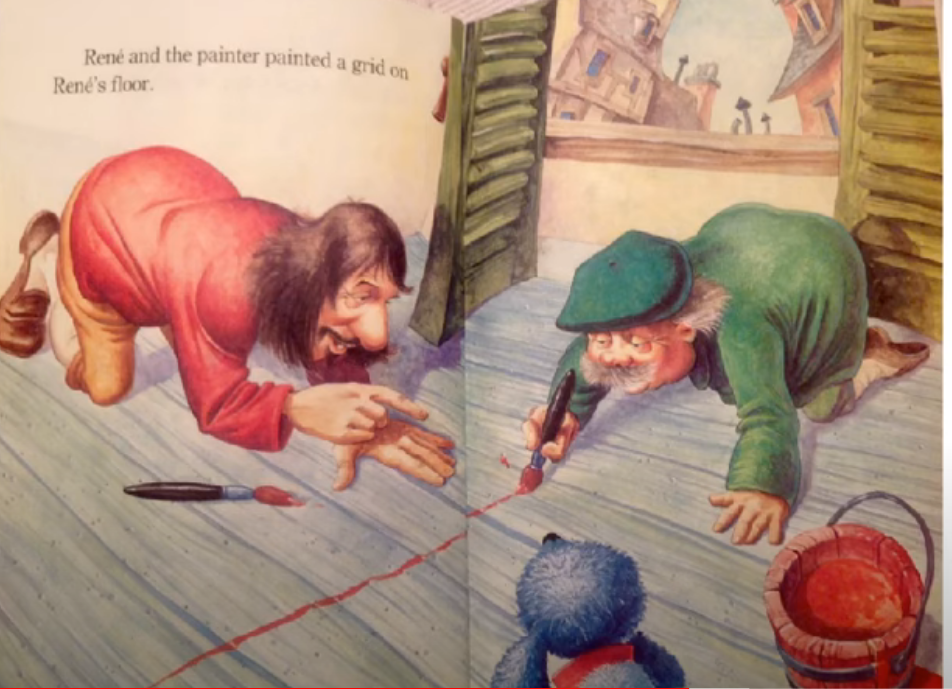 René and the painter painted a grid on
René's floor.